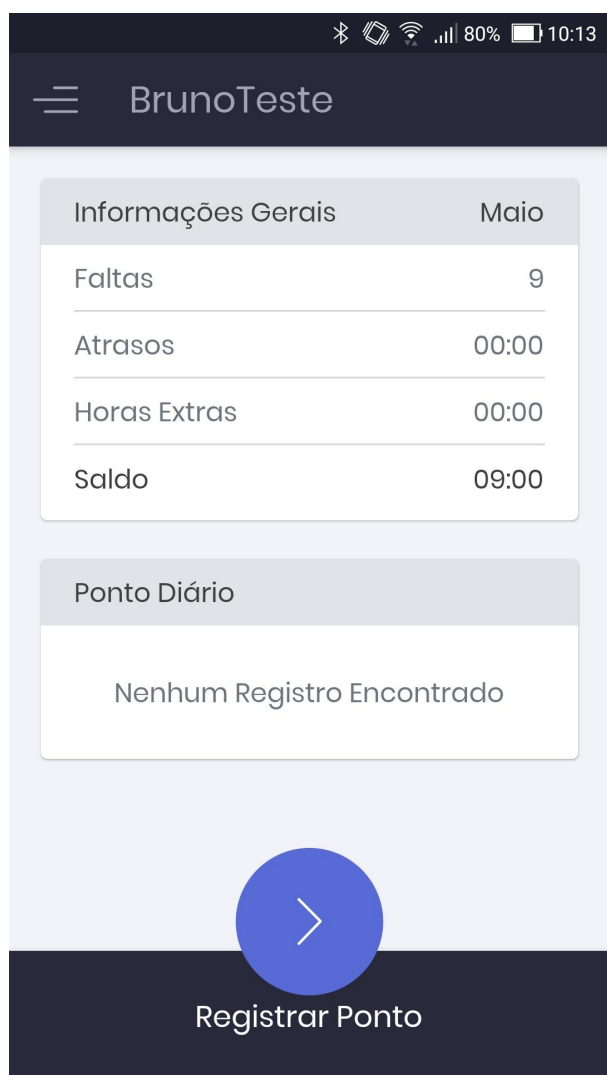 80% 10:13
BrunoTeste
Informações Gerais Maio
Faltas 9
Atrasos 00:00
Horas Extras 00:00
Saldo 09:00
Ponto Diário
Nenhum Registro Encontrado
Registrar Ponto